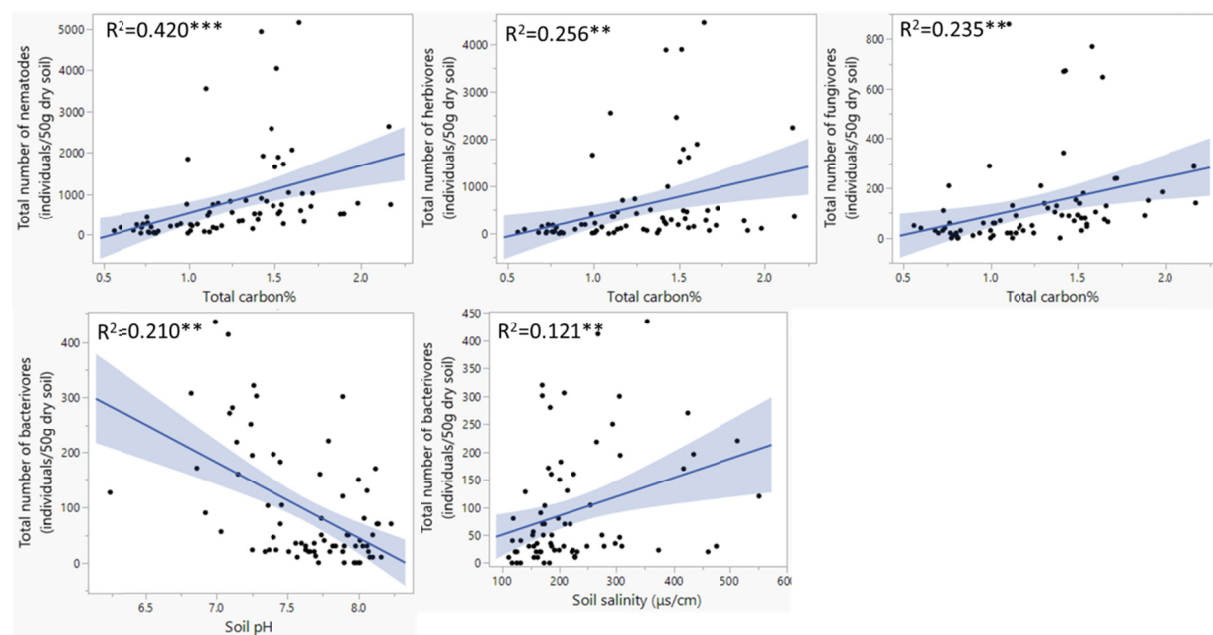 R²=0.420***
Total number of nematodes
(individuals/50g dry soil)
5000
4000
3000
2000
1000
0
0.5
1.0
1.5
2.0
Total carbon%
R²=0.256**
Total number of herbivores
(individuals/50g dry soil)
4000
3000
2000
1000
0
0.5
1.0
1.5
2.0
Total carbon%
R²=0.235**
Total number of fungivores
(individuals/50g dry soil)
800
600
400
200
0
0.5
1.0
1.5
2.0
Total carbon%
R²=0.210**
Total number of bacterivores
(individuals/50g dry soil)
400
300
200
100
0
6.5
7.0
7.5
8.0
Soil pH
R²=0.121**
Total number of bacterivores
(individuals/50g dry soil)
450
400
350
300
250
200
150
100
50
0
100
200
300
400
500
60
Soil salinity (µs/cm)